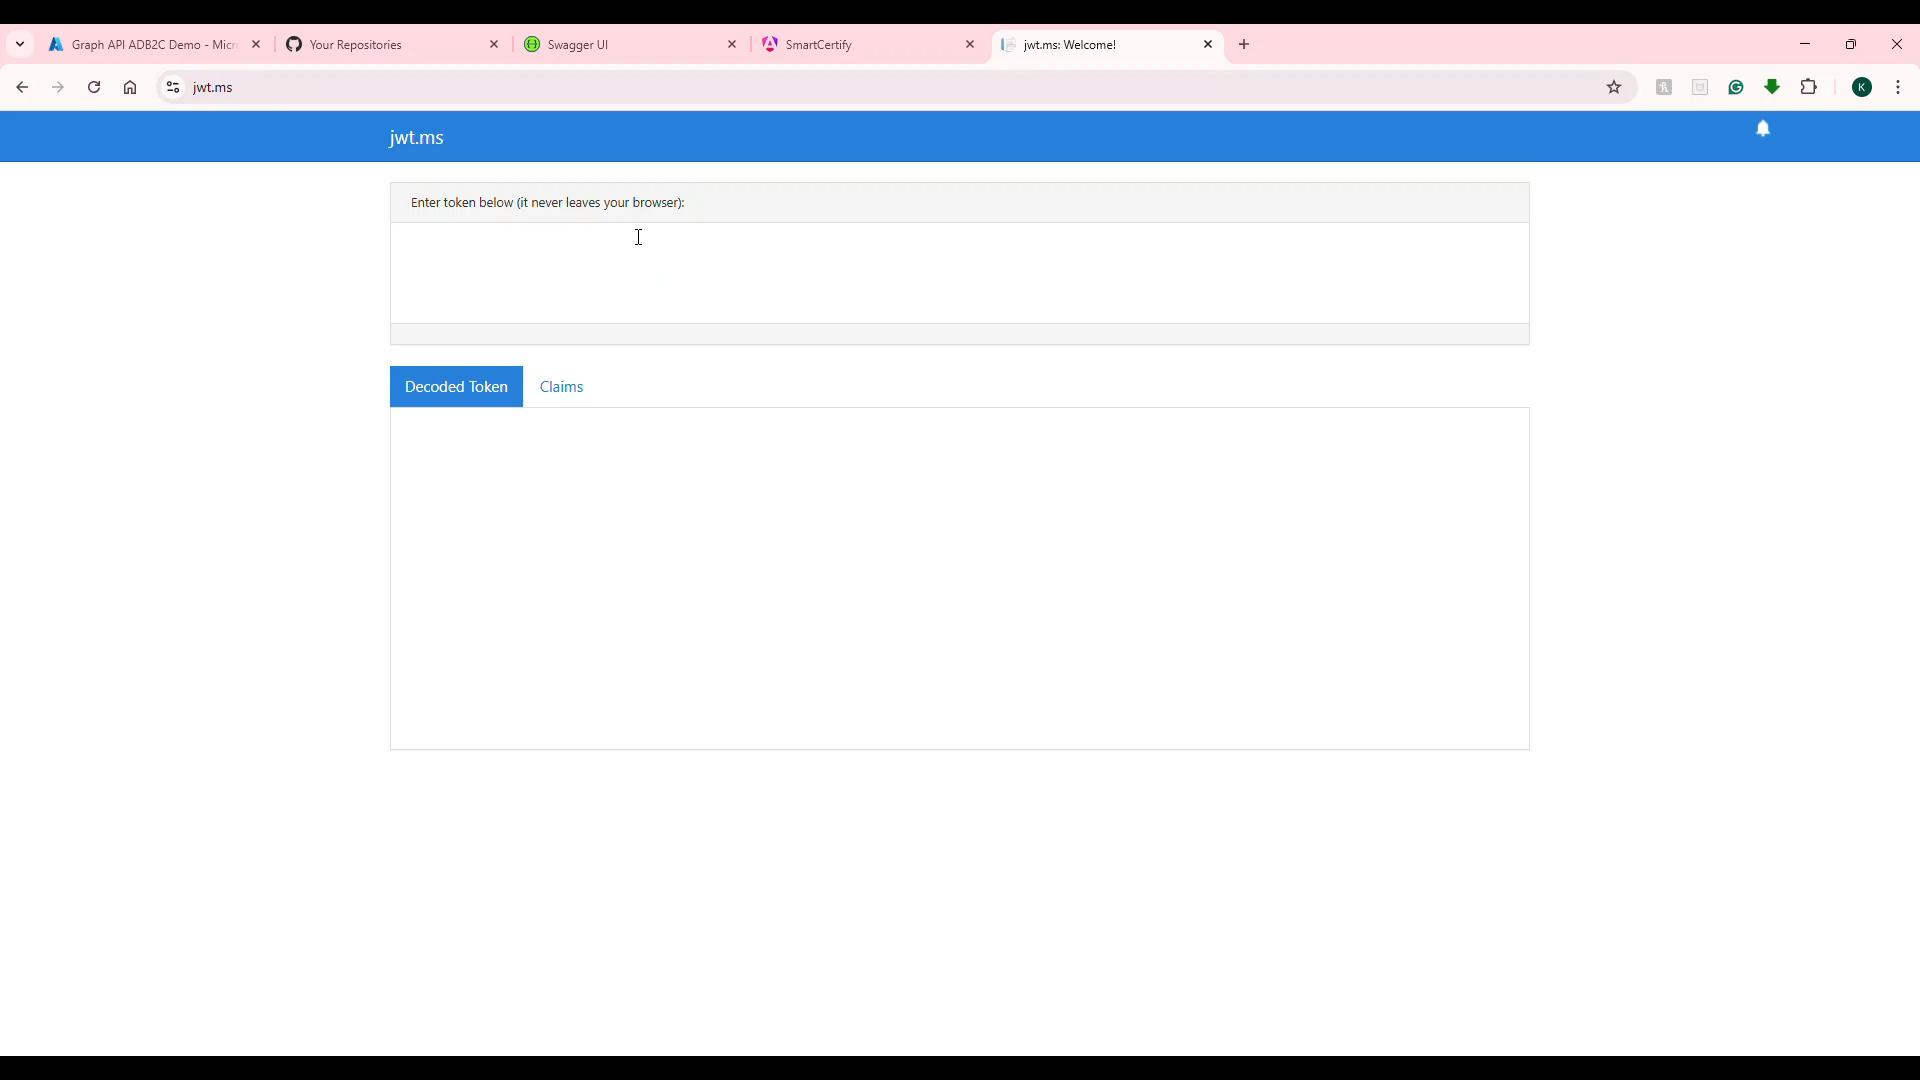 Graph API ADB2C Demo - Micr
Your Repositories
Swagger UI
SmartCertify
jwt.ms: Welcome!
jwt.ms
K
jwt.ms
Enter token below (it never leaves your browser):
Decoded Token
Claims